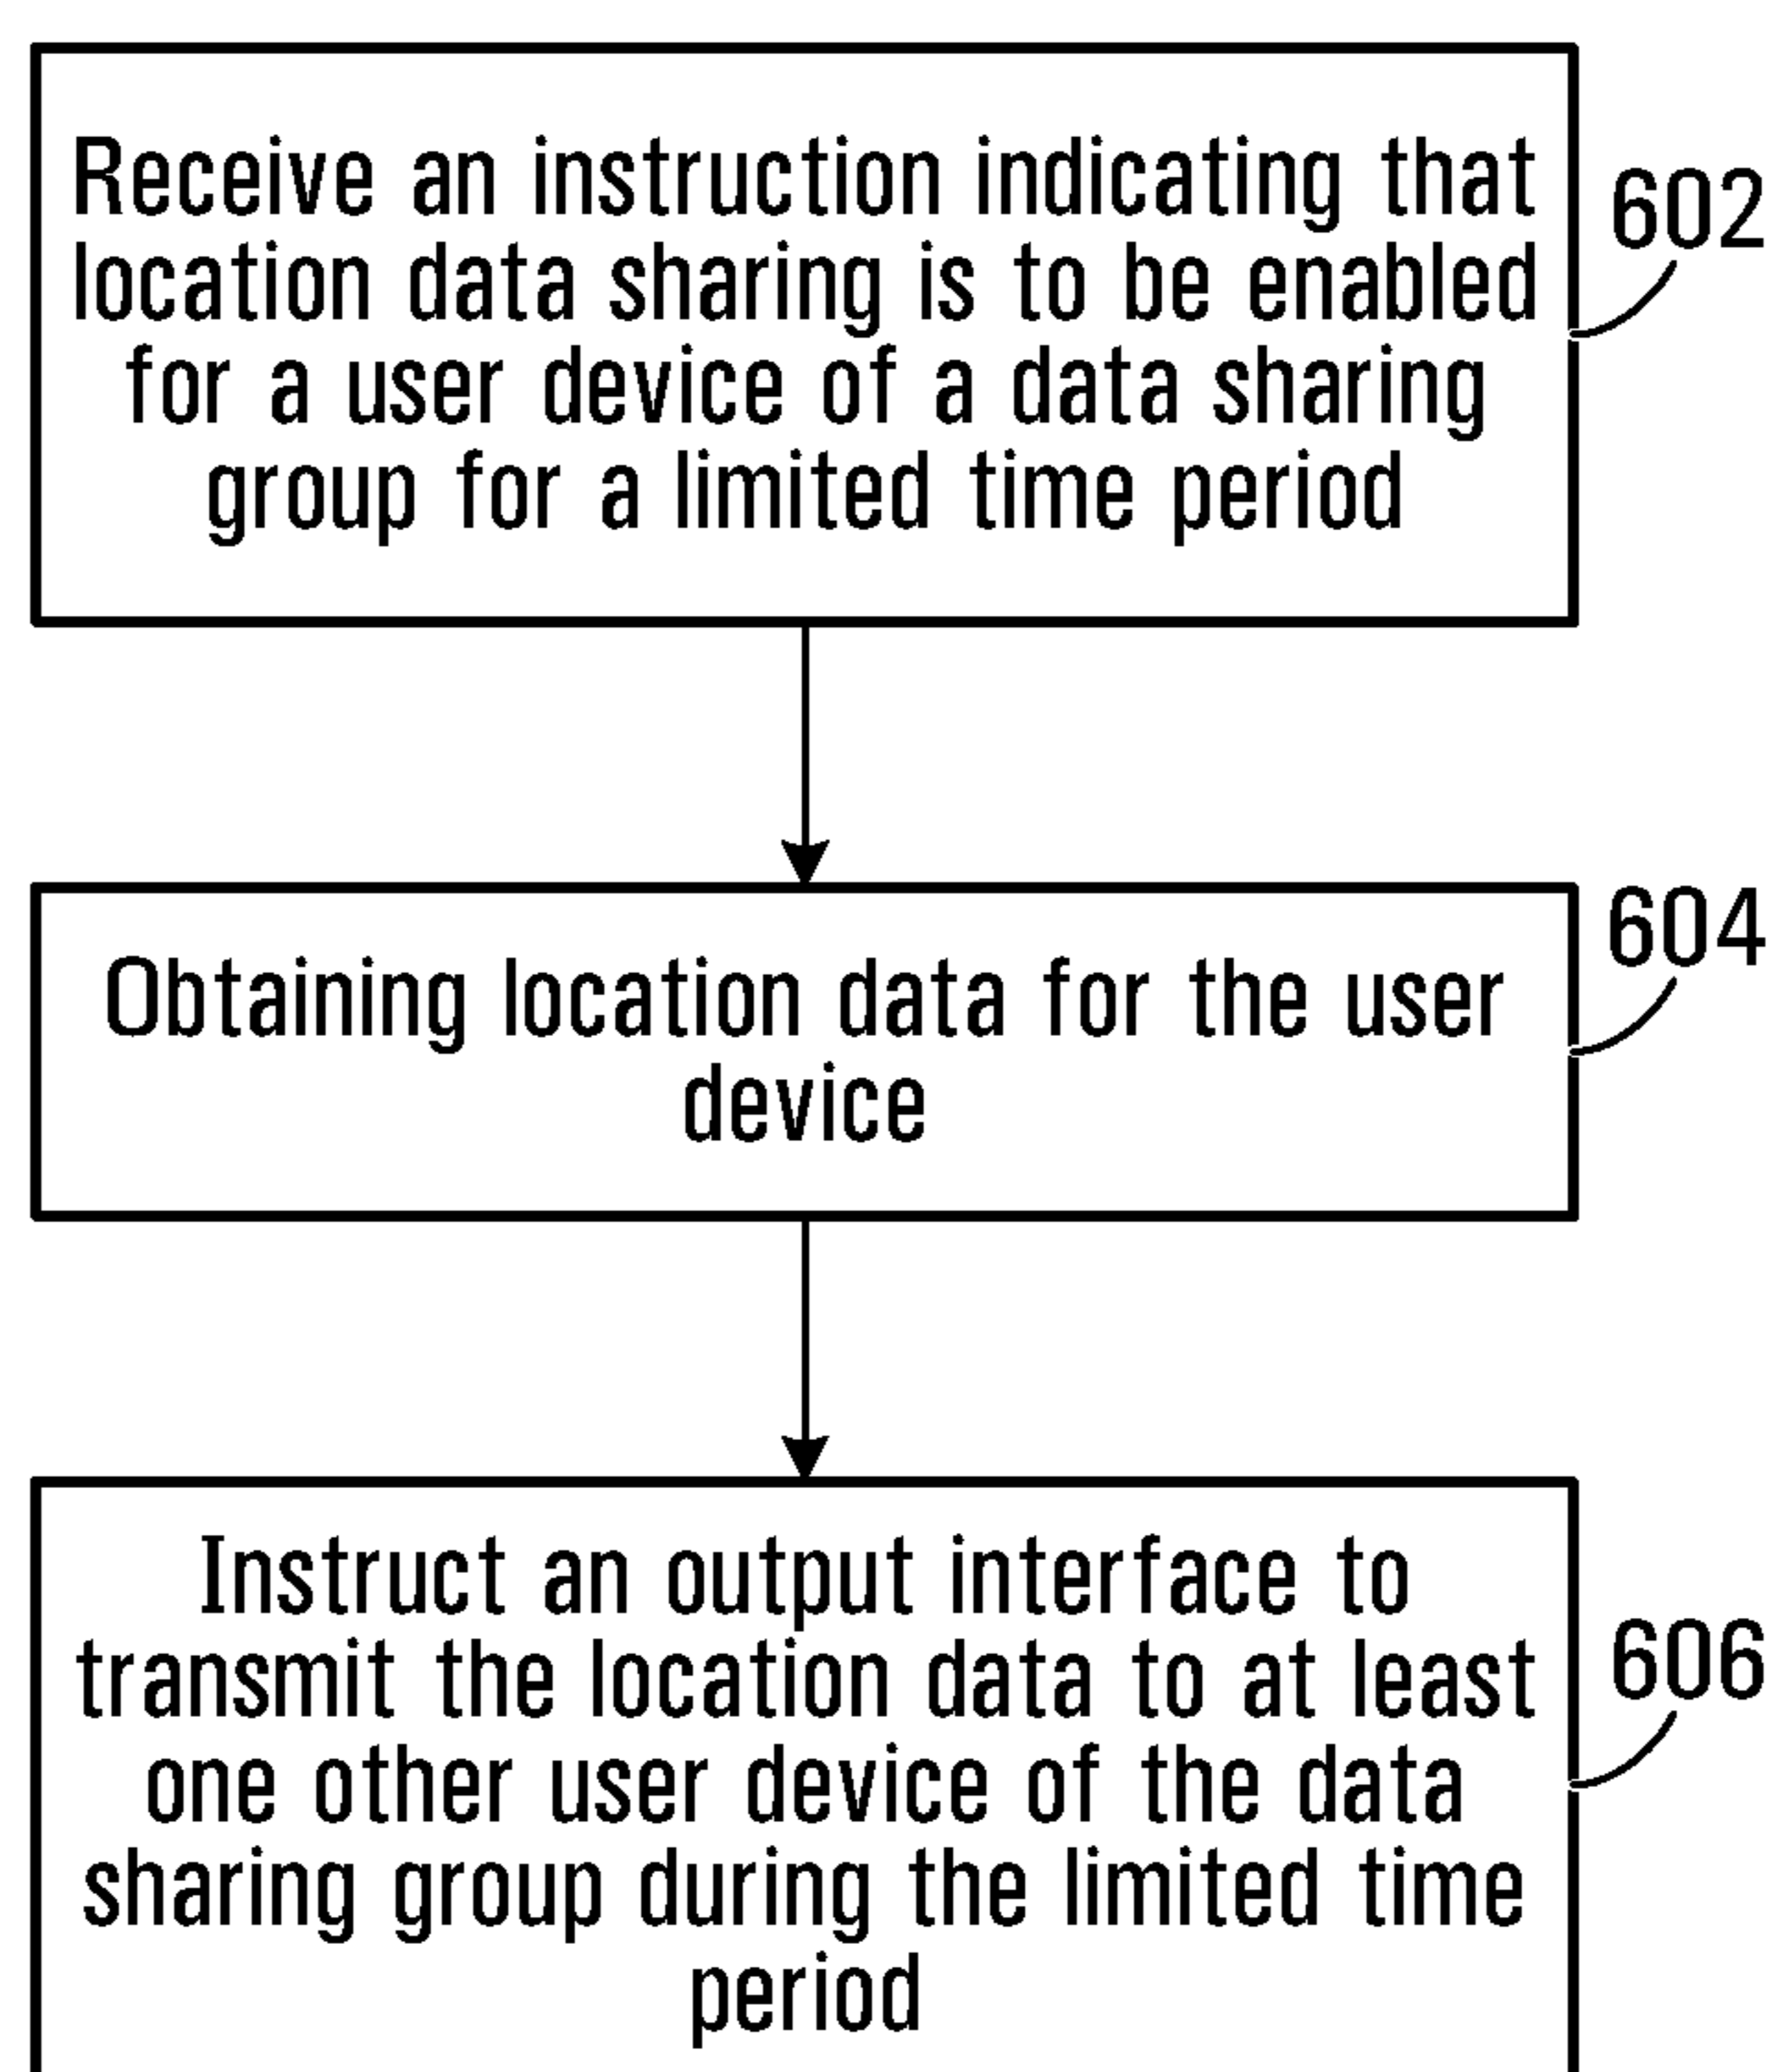 Receive an instruction indicating that
location data sharing is to be enabled
for a user device of a data sharing
group for a limited time period
602
Obtaining location data for the user
device
604
Instruct an output interface to
transmit the location data to at least
one other user device of the data
sharing group during the limited time
period
606